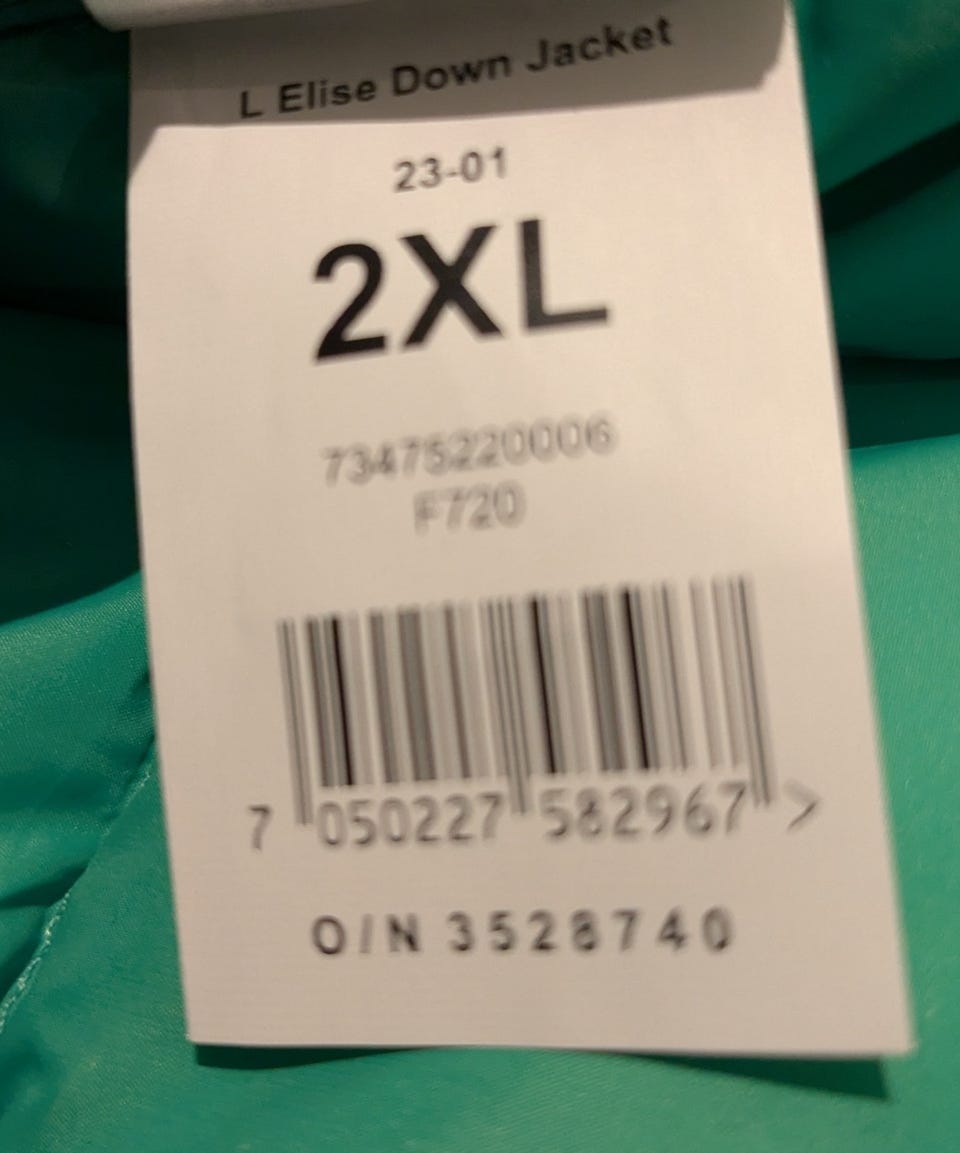 L Elise Down Jacket
23-01
2XL
73475220006
F720
7 050227 582967 >
O/N 3528740